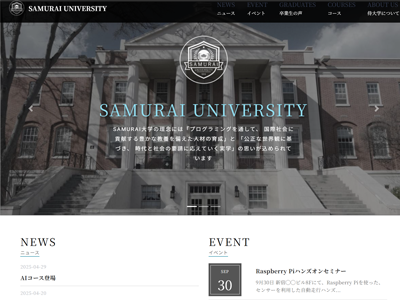 SAMURAI UNIVERSITY
NEWS EVENT GRADUATES COURSES ABOUT US
ニュース イベント 卒業生の声 コース 侍大学について
SAMURAI
SAMURAI UNIVERSITY
SAMURAI大学の理念には「プログラミングを通して、国際社会に
貢献する豊かな教養を備えた人材の育成」と「公正な世界観に基
づき、時代と社会の要請に応えていく実学」の思いが込められて
います
NEWS
ニュース
2022-04-29
AIコース登場
2022-04-28
EVENT
イベント
SEP
30
Raspberry Piハンズオンセミナー
9月30日 新宿〇〇ビル8Fにて、Raspberry Piを使った、
センサーを利用した自動走行ハンズ...